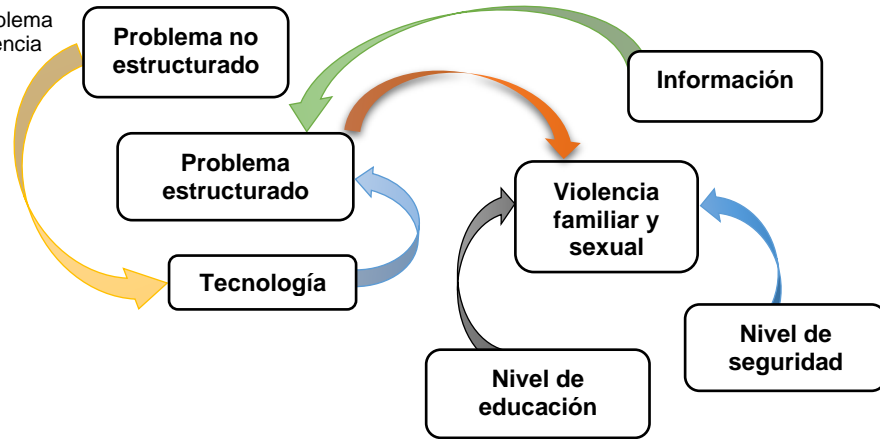 Problema no
estructurado
Información
Problema
estructurado
Violencia
familiar y
sexual
Tecnología
Nivel de
seguridad
Nivel de
educación